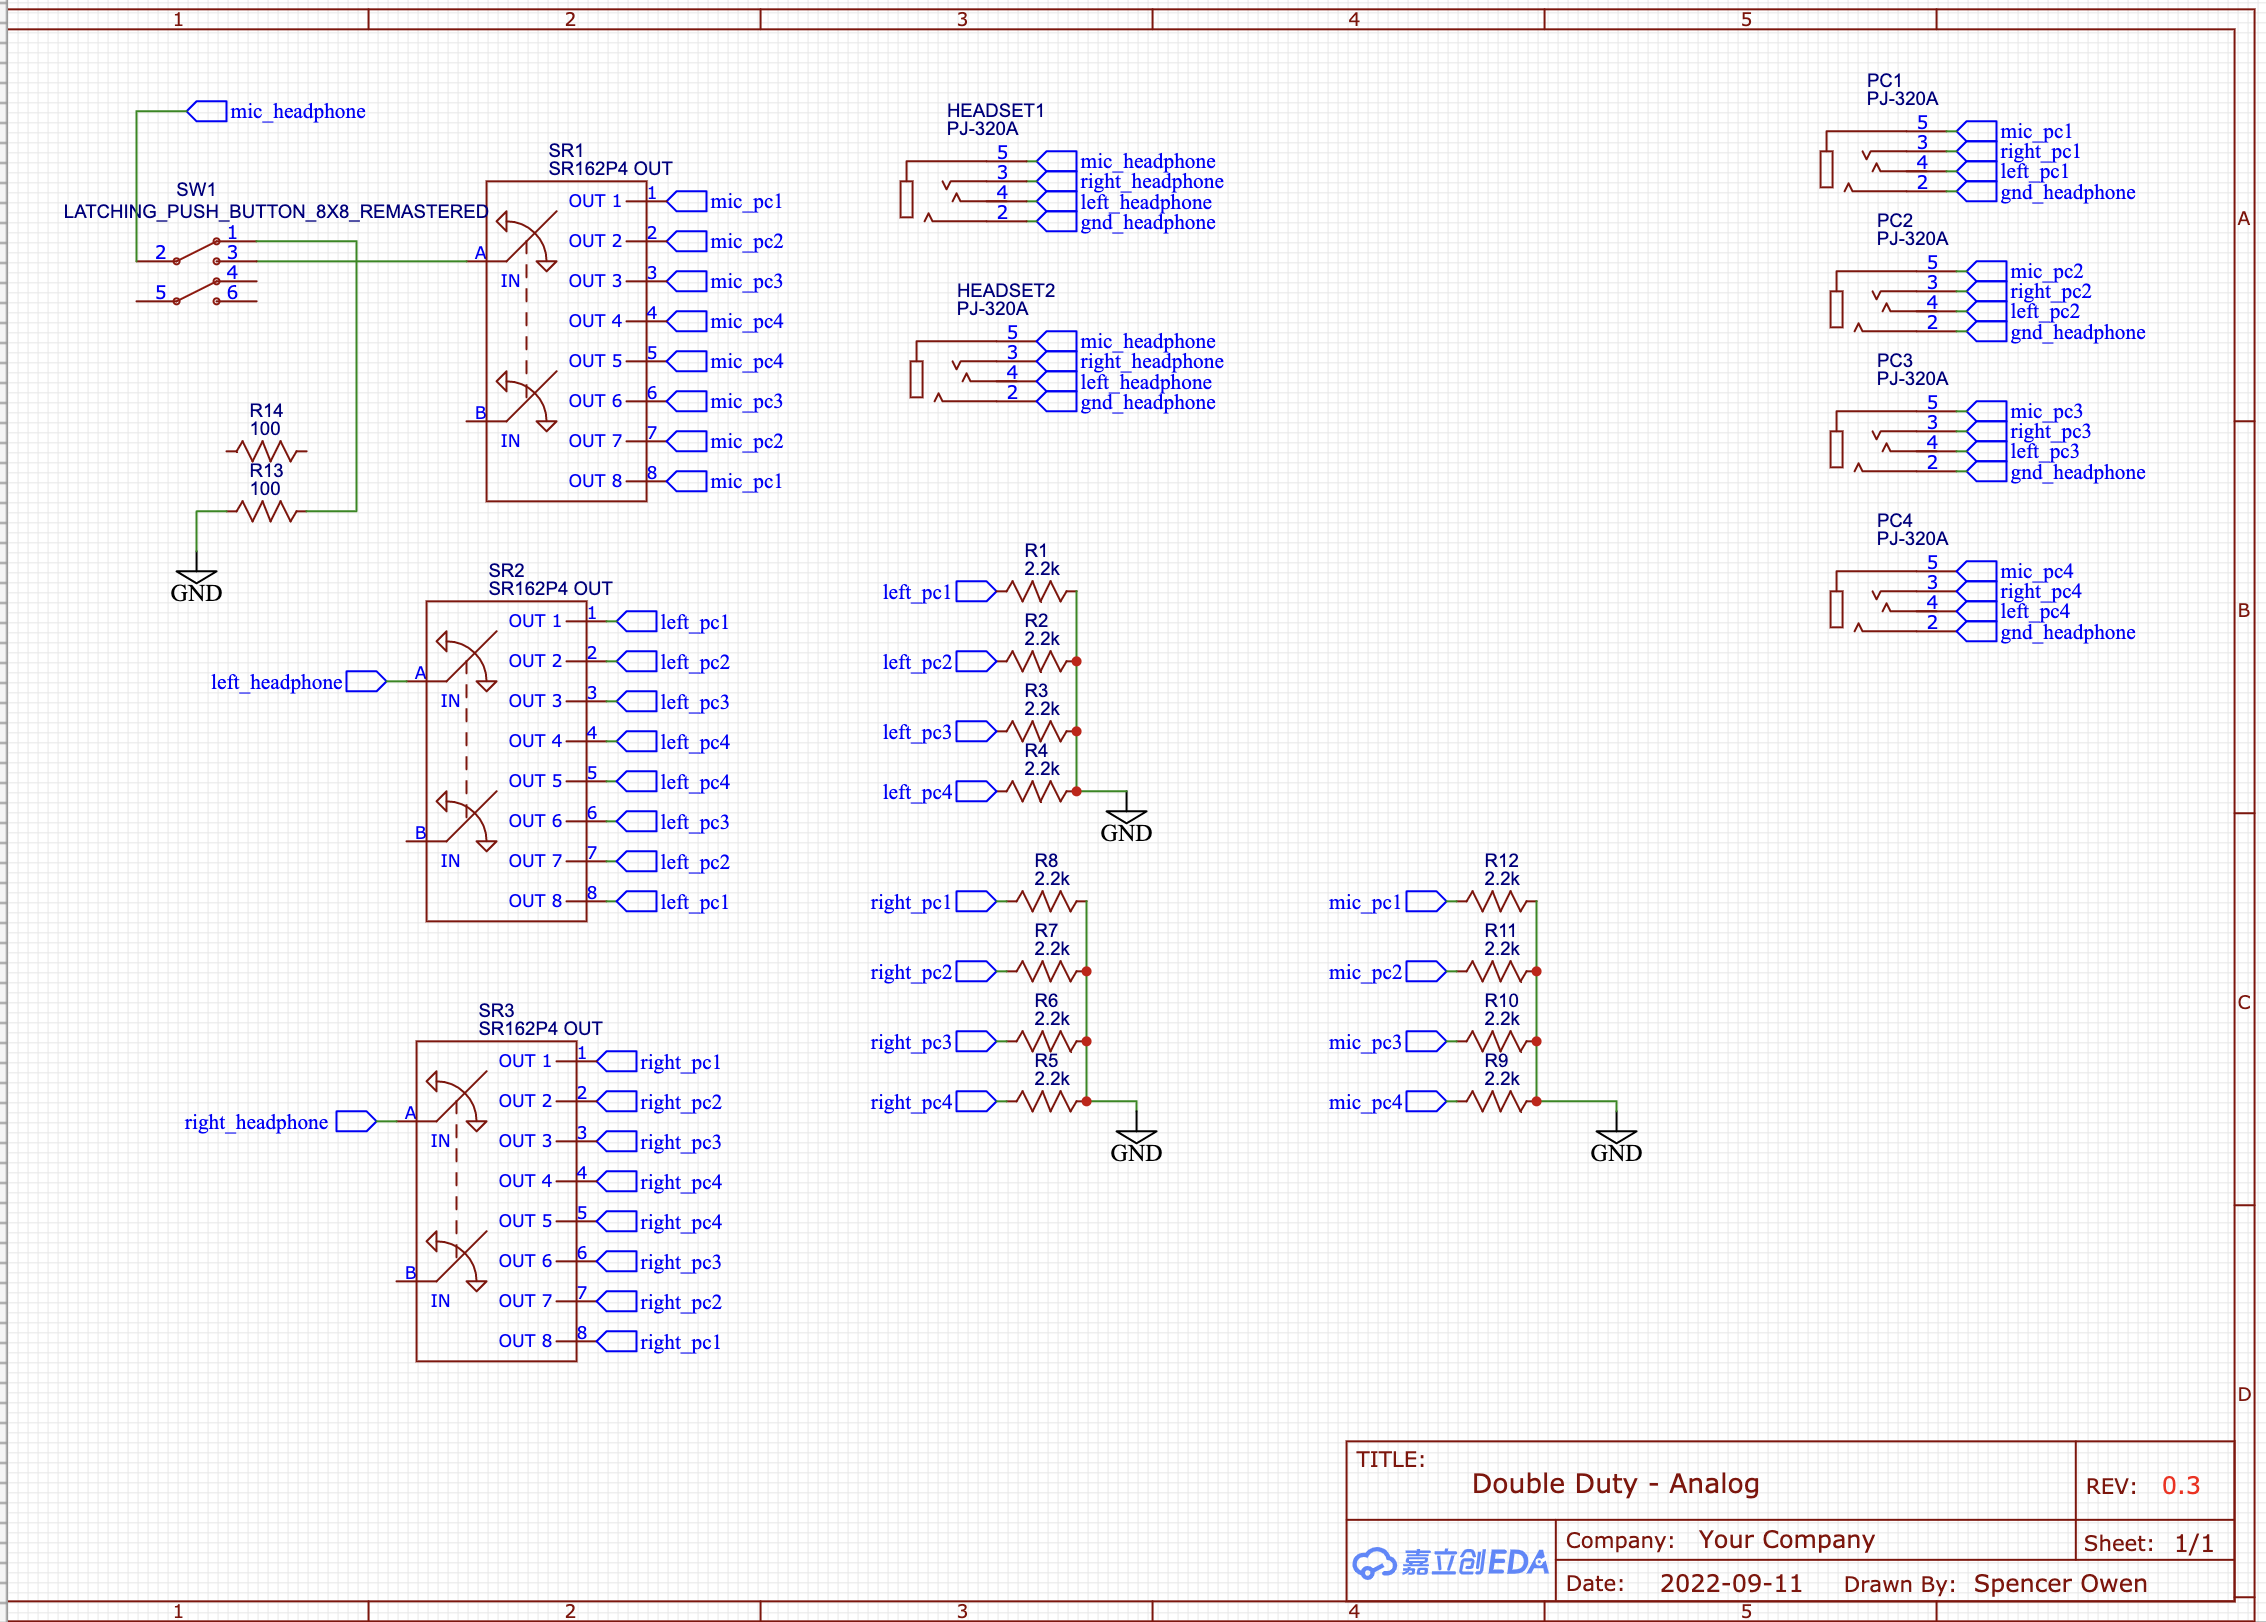 1 2 3 4 5
mic_headphone
SW1
LATCHING_PUSH_BUTTON_8X8_REMASTERED
2 1
3
4
5 6
R14
100
R13
100
GND
SR1
SR162P4 OUT
A IN
B IN
OUT 1 1 mic_pc1
OUT 2 2 mic_pc2
OUT 3 3 mic_pc3
OUT 4 4 mic_pc4
OUT 5 5 mic_pc4
OUT 6 6 mic_pc3
OUT 7 7 mic_pc2
OUT 8 8 mic_pc1
HEADSET1
PJ-320A
5 mic_headphone
3 right_headphone
4 left_headphone
2 gnd_headphone
HEADSET2
PJ-320A
5 mic_headphone
3 right_headphone
4 left_headphone
2 gnd_headphone
PC1
PJ-320A
5 mic_pc1
3 right_pc1
4 left_pc1
2 gnd_headphone
PC2
PJ-320A
5 mic_pc2
3 right_pc2
4 left_pc2
2 gnd_headphone
PC3
PJ-320A
5 mic_pc3
3 right_pc3
4 left_pc3
2 gnd_headphone
PC4
PJ-320A
5 mic_pc4
3 right_pc4
4 left_pc4
2 gnd_headphone
SR2
SR162P4 OUT
left_headphone A IN
B IN
OUT 1 1 left_pc1
OUT 2 2 left_pc2
OUT 3 3 left_pc3
OUT 4 4 left_pc4
OUT 5 5 left_pc4
OUT 6 6 left_pc3
OUT 7 7 left_pc2
OUT 8 8 left_pc1
R1
2.2k
left_pc1
R2
2.2k
left_pc2
R3
2.2k
left_pc3
R4
2.2k
left_pc4
GND
R8
2.2k
right_pc1
R7
2.2k
right_pc2
R6
2.2k
right_pc3
R5
2.2k
right_pc4
GND
R12
2.2k
mic_pc1
R11
2.2k
mic_pc2
R10
2.2k
mic_pc3
R9
2.2k
mic_pc4
GND
SR3
SR162P4 OUT
right_headphone A IN
B IN
OUT 1 1 right_pc1
OUT 2 2 right_pc2
OUT 3 3 right_pc3
OUT 4 4 right_pc4
OUT 5 5 right_pc4
OUT 6 6 right_pc3
OUT 7 7 right_pc2
OUT 8 8 right_pc1
A
B
C
D
TITLE:
Double Duty - Analog
REV: 0.3
嘉立创EDA
Company: Your Company
Sheet: 1/1
Date: 2022-09-11 Drawn By: Spencer Owen
1 2 3 4 5